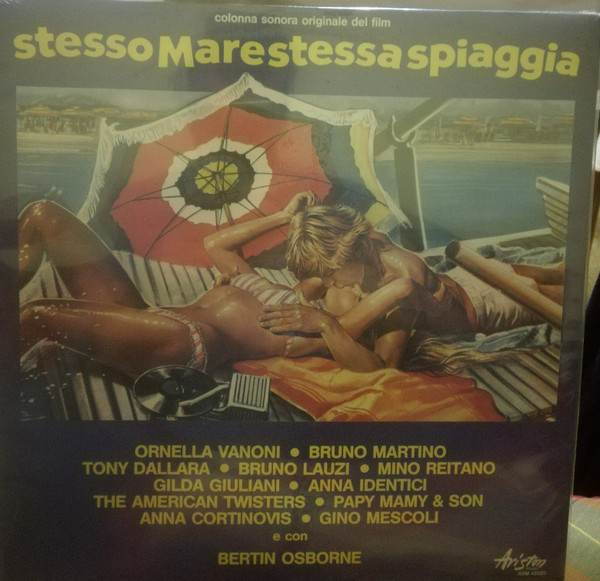 colonna sonora originale del film
stesso Mare stessa spiaggia
ORNELLA VANONI • BRUNO MARTINO
TONY DALLARA • BRUNO LAUZI • MINO REITANO
GILDA GIULIANI • ANNA IDENTICI
THE AMERICAN TWISTERS • PAPY MAMY & SON
ANNA CORTINOVIS • GINO MESCOLI
e con
BERTIN OSBORNE
Ariston